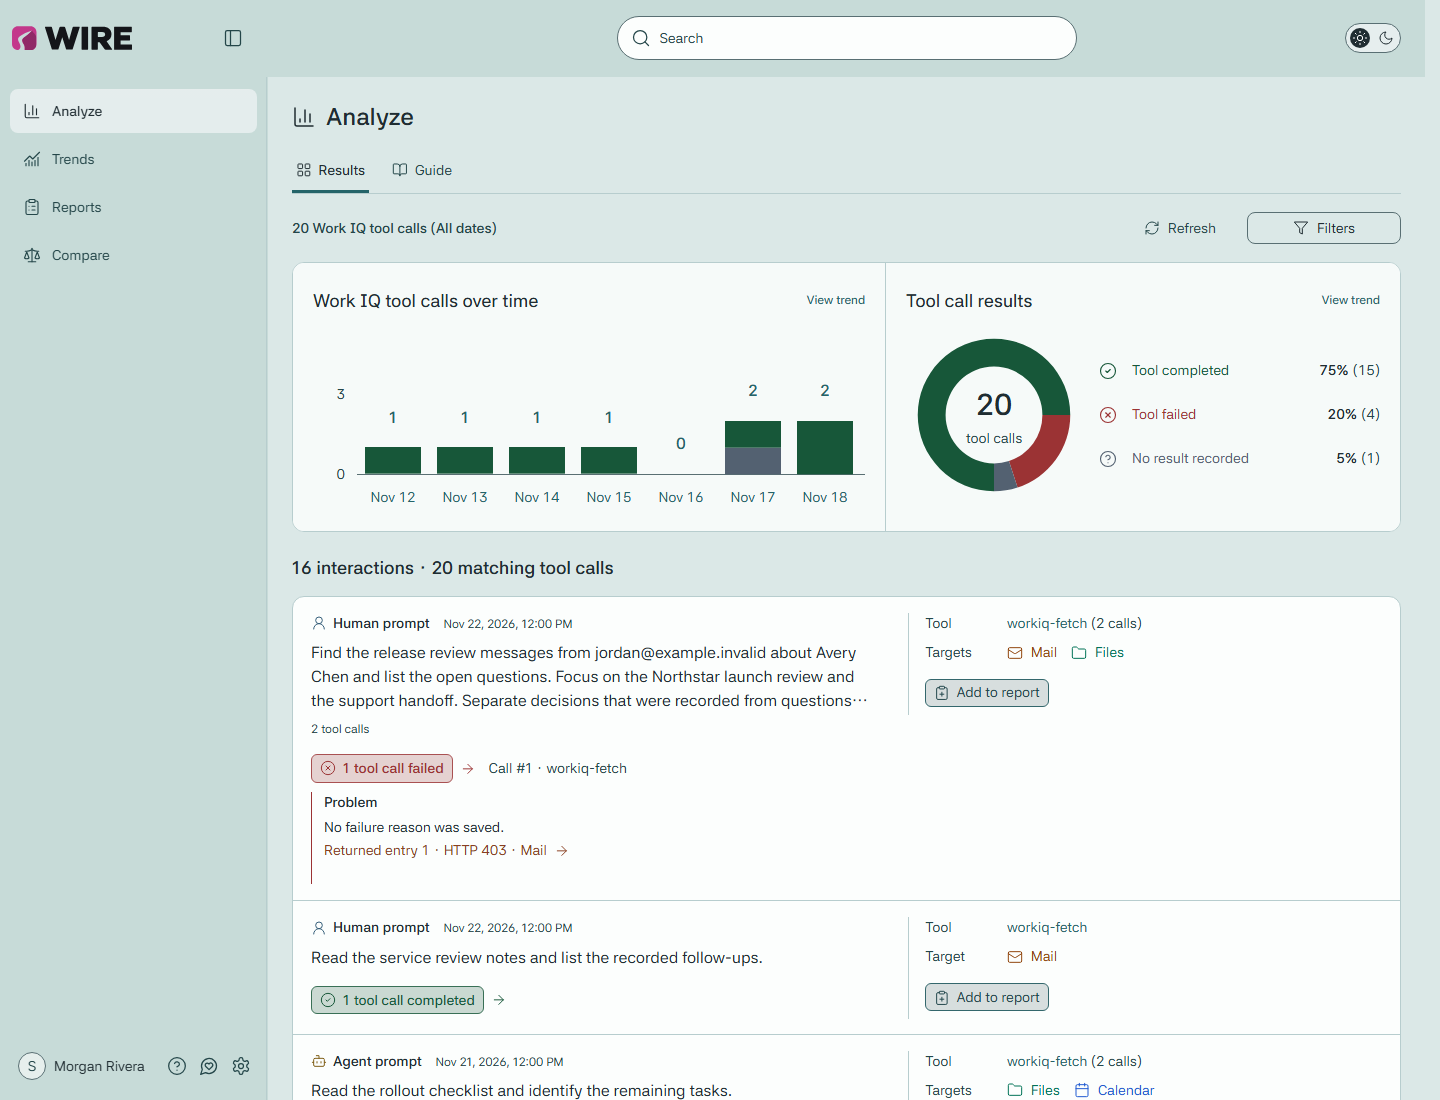 WIRE
Search
Analyze
Trends
Reports
Compare
Analyze
Results
Guide
20 Work IQ tool calls (All dates)
Refresh
Filters
Work IQ tool calls over time
View trend
3
0
1
1
1
1
0
2
2
Nov 12
Nov 13
Nov 14
Nov 15
Nov 16
Nov 17
Nov 18
Tool call results
View trend
20
tool calls
Tool completed 75% (15)
Tool failed 20% (4)
No result recorded 5% (1)
16 interactions · 20 matching tool calls
Human prompt Nov 22, 2026, 12:00 PM
Find the release review messages from jordan@example.invalid about Avery
Chen and list the open questions. Focus on the Northstar launch review and
the support handoff. Separate decisions that were recorded from questions…
2 tool calls
1 tool call failed → Call #1 · workiq-fetch
Problem
No failure reason was saved.
Returned entry 1 · HTTP 403 · Mail →
Tool workiq-fetch (2 calls)
Targets Mail Files
Add to report
Human prompt Nov 22, 2026, 12:00 PM
Read the service review notes and list the recorded follow-ups.
1 tool call completed →
Tool workiq-fetch
Target Mail
Add to report
Agent prompt Nov 21, 2026, 12:00 PM
Read the rollout checklist and identify the remaining tasks.
Tool workiq-fetch (2 calls)
Targets Files Calendar
S Morgan Rivera